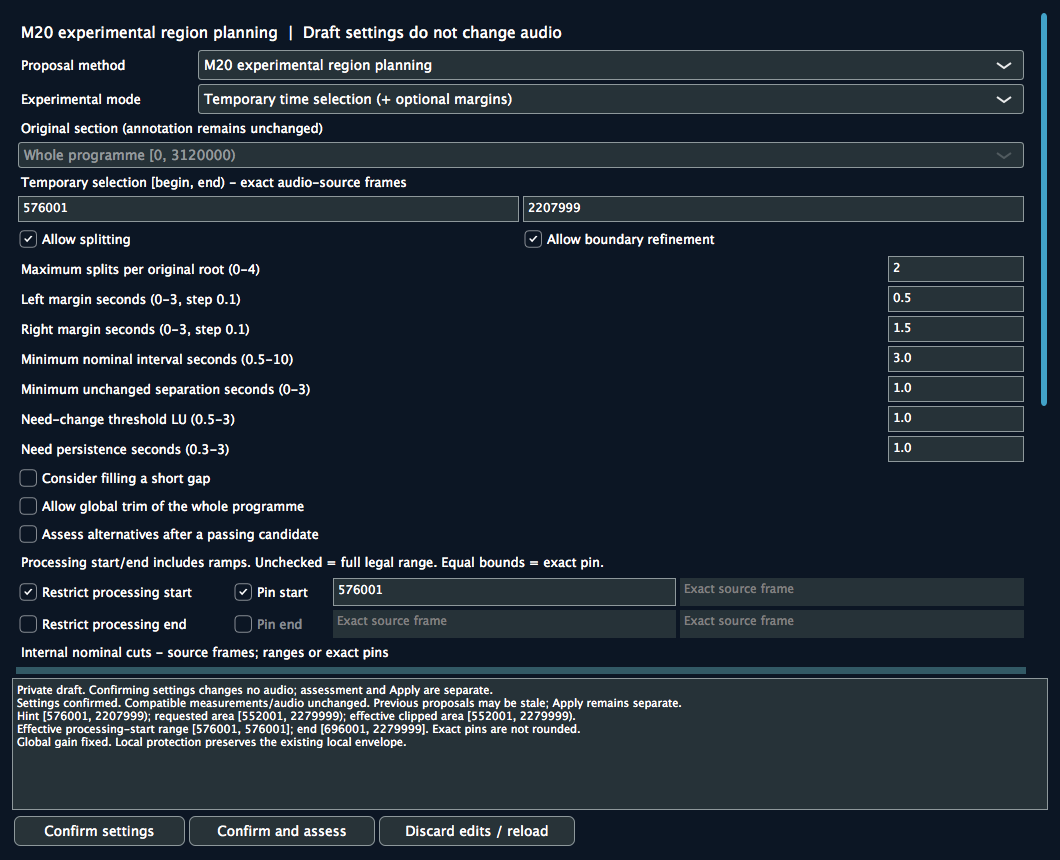 M20 experimental region planning | Draft settings do not change audio
Proposal method M20 experimental region planning
Experimental mode Temporary time selection (+ optional margins)
Original section (annotation remains unchanged)
Whole programme [0, 3120000)
Temporary selection [begin, end) – exact audio-source frames
576001 2207999
Allow splitting Allow boundary refinement
Maximum splits per original root (0–4) 2
Left margin seconds (0–3, step 0.1) 0.5
Right margin seconds (0–3, step 0.1) 1.5
Minimum nominal interval seconds (0.5–10) 3.0
Minimum unchanged separation seconds (0–3) 1.0
Need-change threshold LU (0.5–3) 1.0
Need persistence seconds (0.3–3) 1.0
Consider filling a short gap
Allow global trim of the whole programme
Assess alternatives after a passing candidate
Processing start/end includes ramps. Unchecked = full legal range. Equal bounds = exact pin.
Restrict processing start Pin start 576001 Exact source frame
Restrict processing end Pin end Exact source frame Exact source frame
Internal nominal cuts – source frames; ranges or exact pins
Private draft. Confirming settings changes no audio; assessment and Apply are separate.
Settings confirmed. Compatible measurements/audio unchanged. Previous proposals may be stale; Apply remains separate.
Hint [576001, 2207999); requested area [552001, 2279999); effective clipped area [552001, 2279999).
Effective processing-start range [576001, 576001]; end [696001, 2279999]. Exact pins are not rounded.
Global gain fixed. Local protection preserves the existing local envelope.
Confirm settings Confirm and assess Discard edits / reload